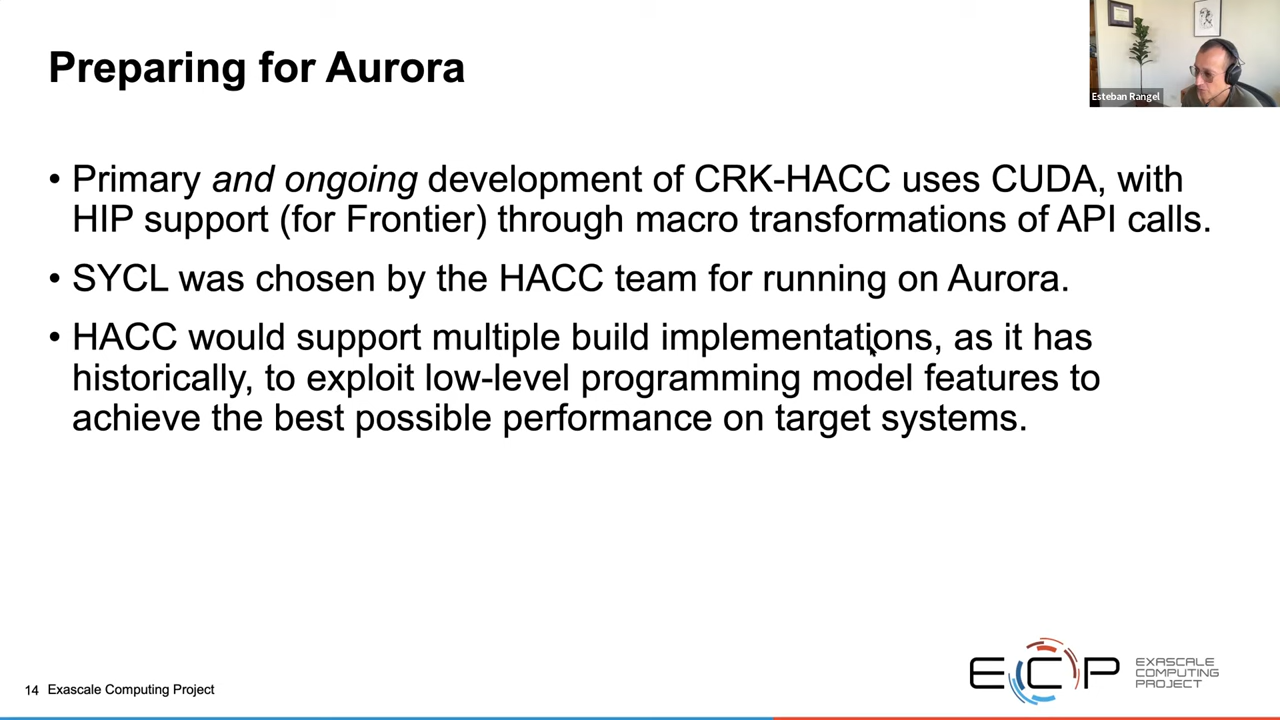 Preparing for Aurora
Esteban Rangel
• Primary and ongoing development of CRK-HACC uses CUDA, with
HIP support (for Frontier) through macro transformations of API calls.
• SYCL was chosen by the HACC team for running on Aurora.
• HACC would support multiple build implementations, as it has
historically, to exploit low-level programming model features to
achieve the best possible performance on target systems.
14 Exascale Computing Project
ECP
EXASCALE
COMPUTING
PROJECT